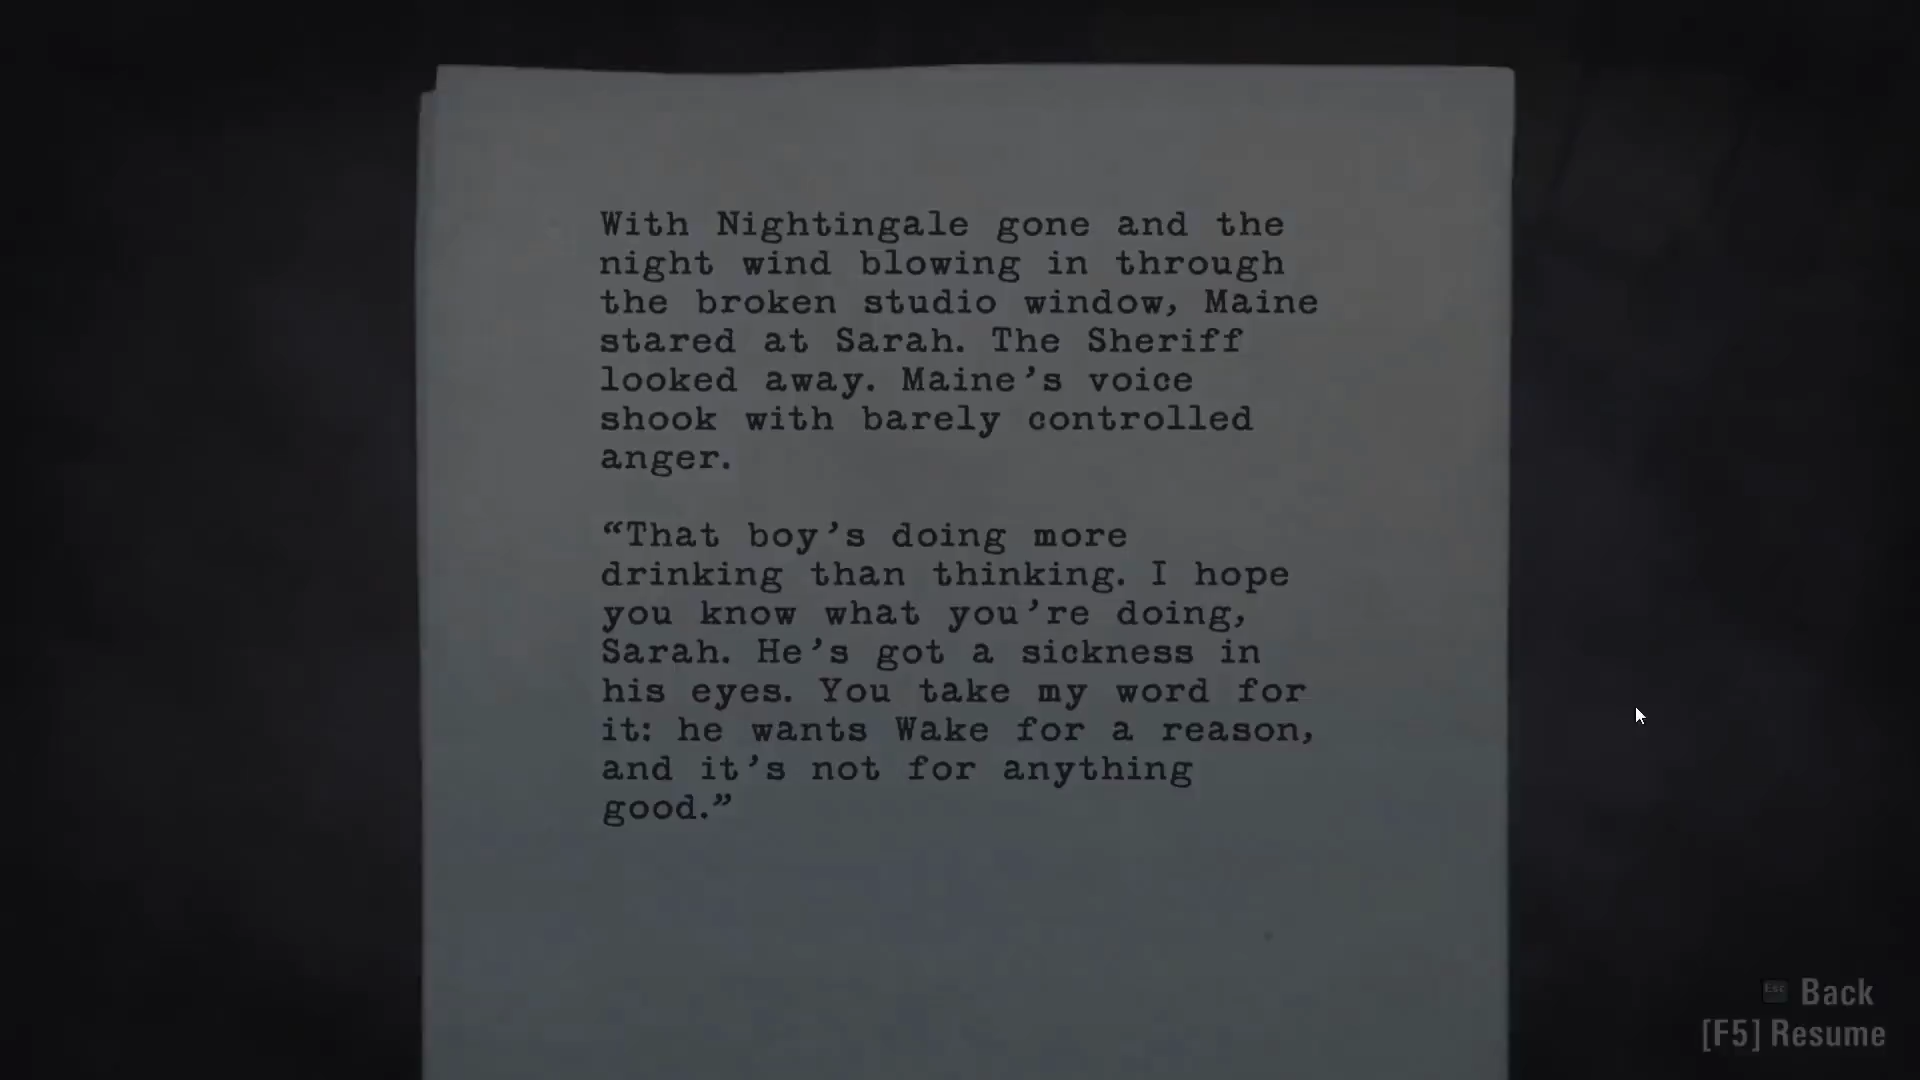 With Nightingale gone and the
night wind blowing in through
the broken studio window, Maine
stared at Sarah. The Sheriff
looked away. Maine’s voice
shook with barely controlled
anger.
“That boy’s doing more
drinking than thinking. I hope
you know what you’re doing,
Sarah. He’s got a sickness in
his eyes. You take my word for
it: he wants Wake for a reason,
and it’s not for anything
good.”
Esc Back
[F5] Resume